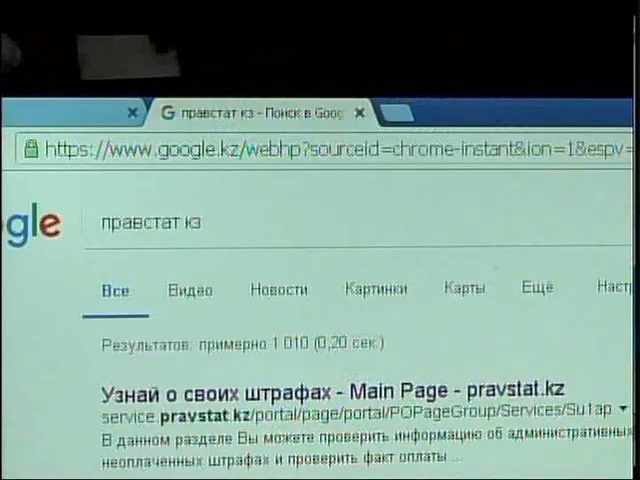 правстат кз - Поиск в Goog
https://www.google.kz/webhp?sourceid=chrome-instant&ion=1&espv=
gle
правстат кз
Все Видео Новости Картинки Карты Ещё Наст
Результатов: примерно 1 010 (0,20 сек.)
Узнай о своих штрафах - Main Page - pravstat.kz
service.pravstat.kz/portal/page/portal/POPageGroup/Services/Su1ap
В данном разделе Вы можете проверить информацию об административных
неоплаченных штрафах и проверить факт оплаты ...